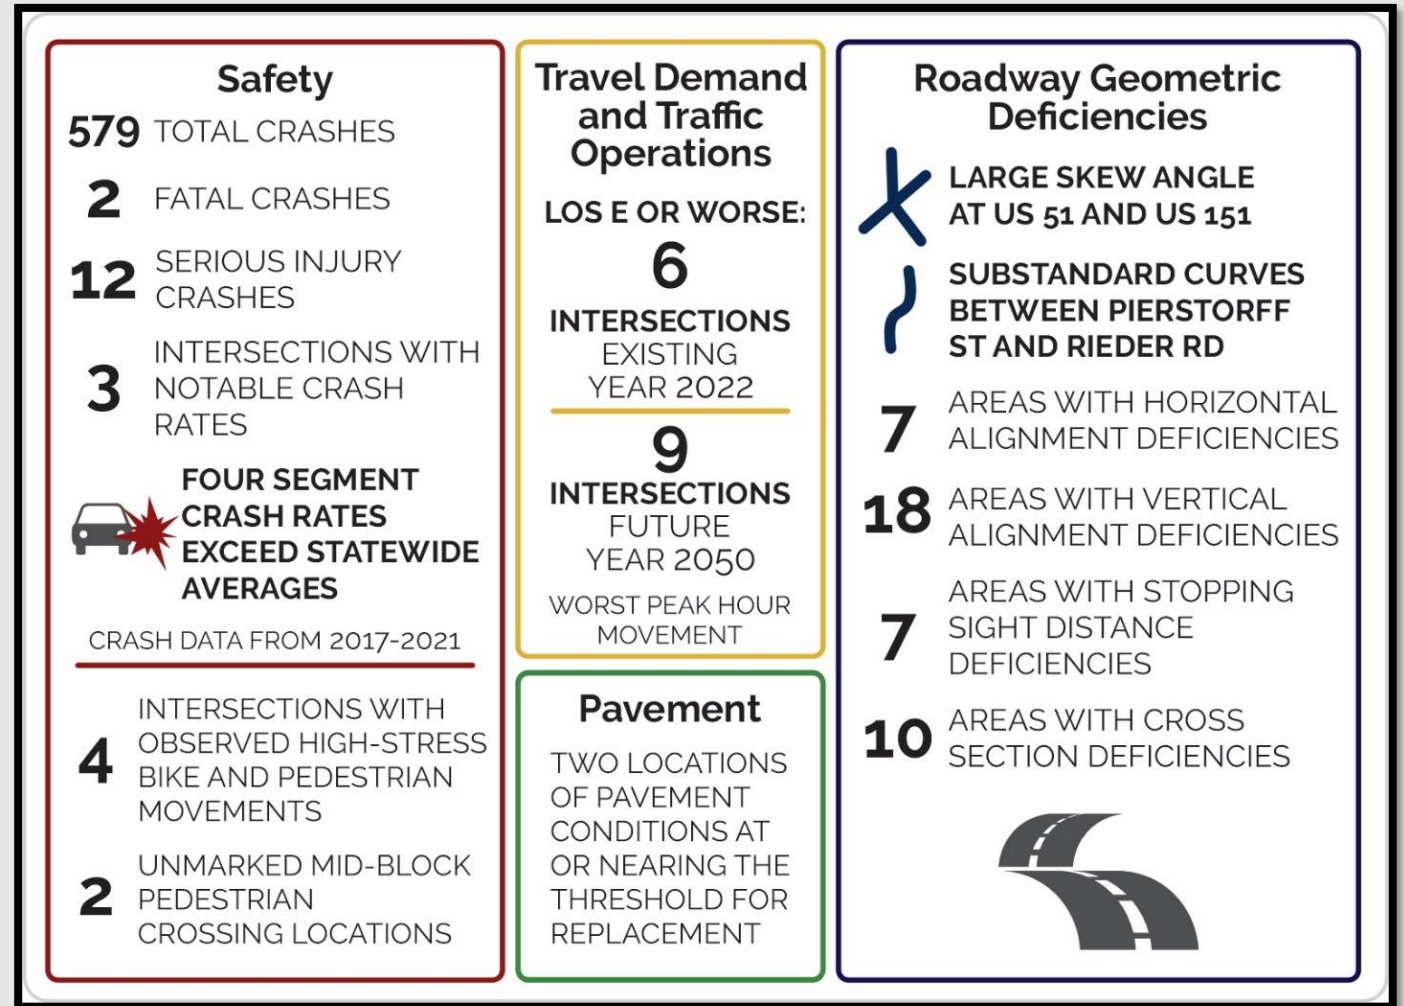 Safety
579 TOTAL CRASHES
2 FATAL CRASHES
12 SERIOUS INJURY
CRASHES
3 INTERSECTIONS WITH
NOTABLE CRASH
RATES
FOUR SEGMENT
CRASH RATES
EXCEED STATEWIDE
AVERAGES
CRASH DATA FROM 2017-2021
4 INTERSECTIONS WITH
OBSERVED HIGH-STRESS
BIKE AND PEDESTRIAN
MOVEMENTS
2 UNMARKED MID-BLOCK
PEDESTRIAN
CROSSING LOCATIONS
Travel Demand
and Traffic
Operations
LOS E OR WORSE:
6
INTERSECTIONS
EXISTING
YEAR 2022
9
INTERSECTIONS
FUTURE
YEAR 2050
WORST PEAK HOUR
MOVEMENT
Pavement
TWO LOCATIONS
OF PAVEMENT
CONDITIONS AT
OR NEARING THE
THRESHOLD FOR
REPLACEMENT
Roadway Geometric
Deficiencies
LARGE SKEW ANGLE
AT US 51 AND US 151
SUBSTANDARD CURVES
BETWEEN PIERSTORFF
ST AND RIEDER RD
7 AREAS WITH HORIZONTAL
ALIGNMENT DEFICIENCIES
18 AREAS WITH VERTICAL
ALIGNMENT DEFICIENCIES
7 AREAS WITH STOPPING
SIGHT DISTANCE
DEFICIENCIES
10 AREAS WITH CROSS
SECTION DEFICIENCIES